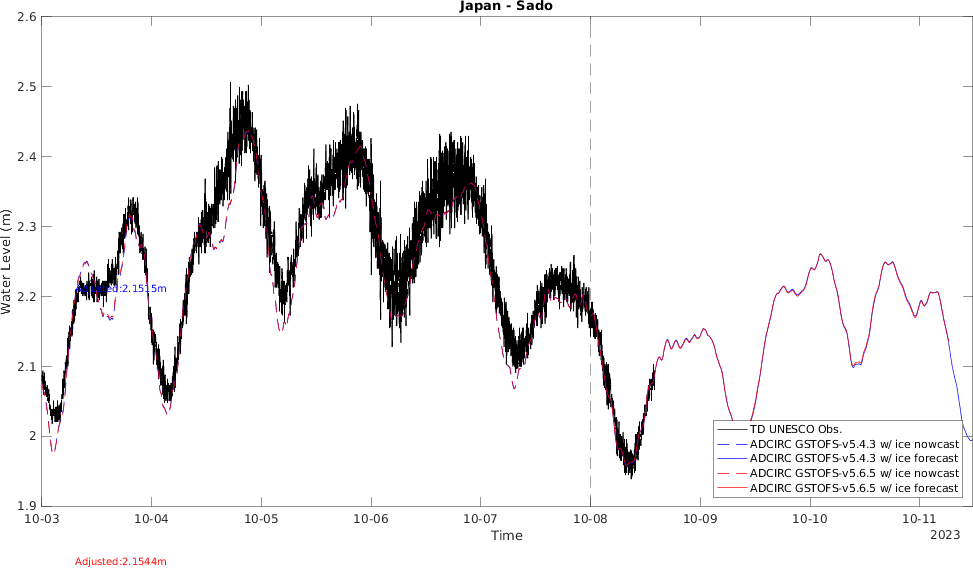 Japan - Sado
2.6
2.5
2.4
2.3
2.2
2.1
2
1.9
Water Level (m)
Adjusted:2.1515m
TD UNESCO Obs.
ADCIRC GSTOFS-v5.4.3 w/ ice nowcast
ADCIRC GSTOFS-v5.4.3 w/ ice forecast
ADCIRC GSTOFS-v5.6.5 w/ ice nowcast
ADCIRC GSTOFS-v5.6.5 w/ ice forecast
10-03 10-04 10-05 10-06 10-07 10-08 10-09 10-10 10-11
Time
2023
Adjusted:2.1544m